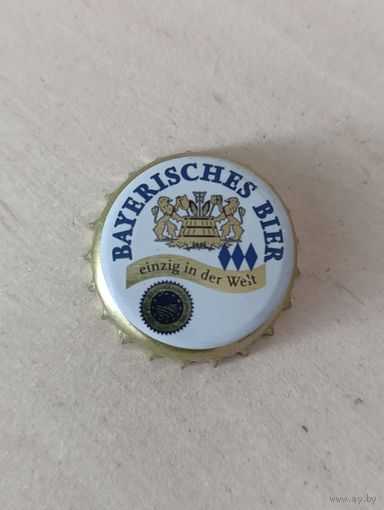 BAYERISCHES BIER
einzig in der Welt
www.ay.by